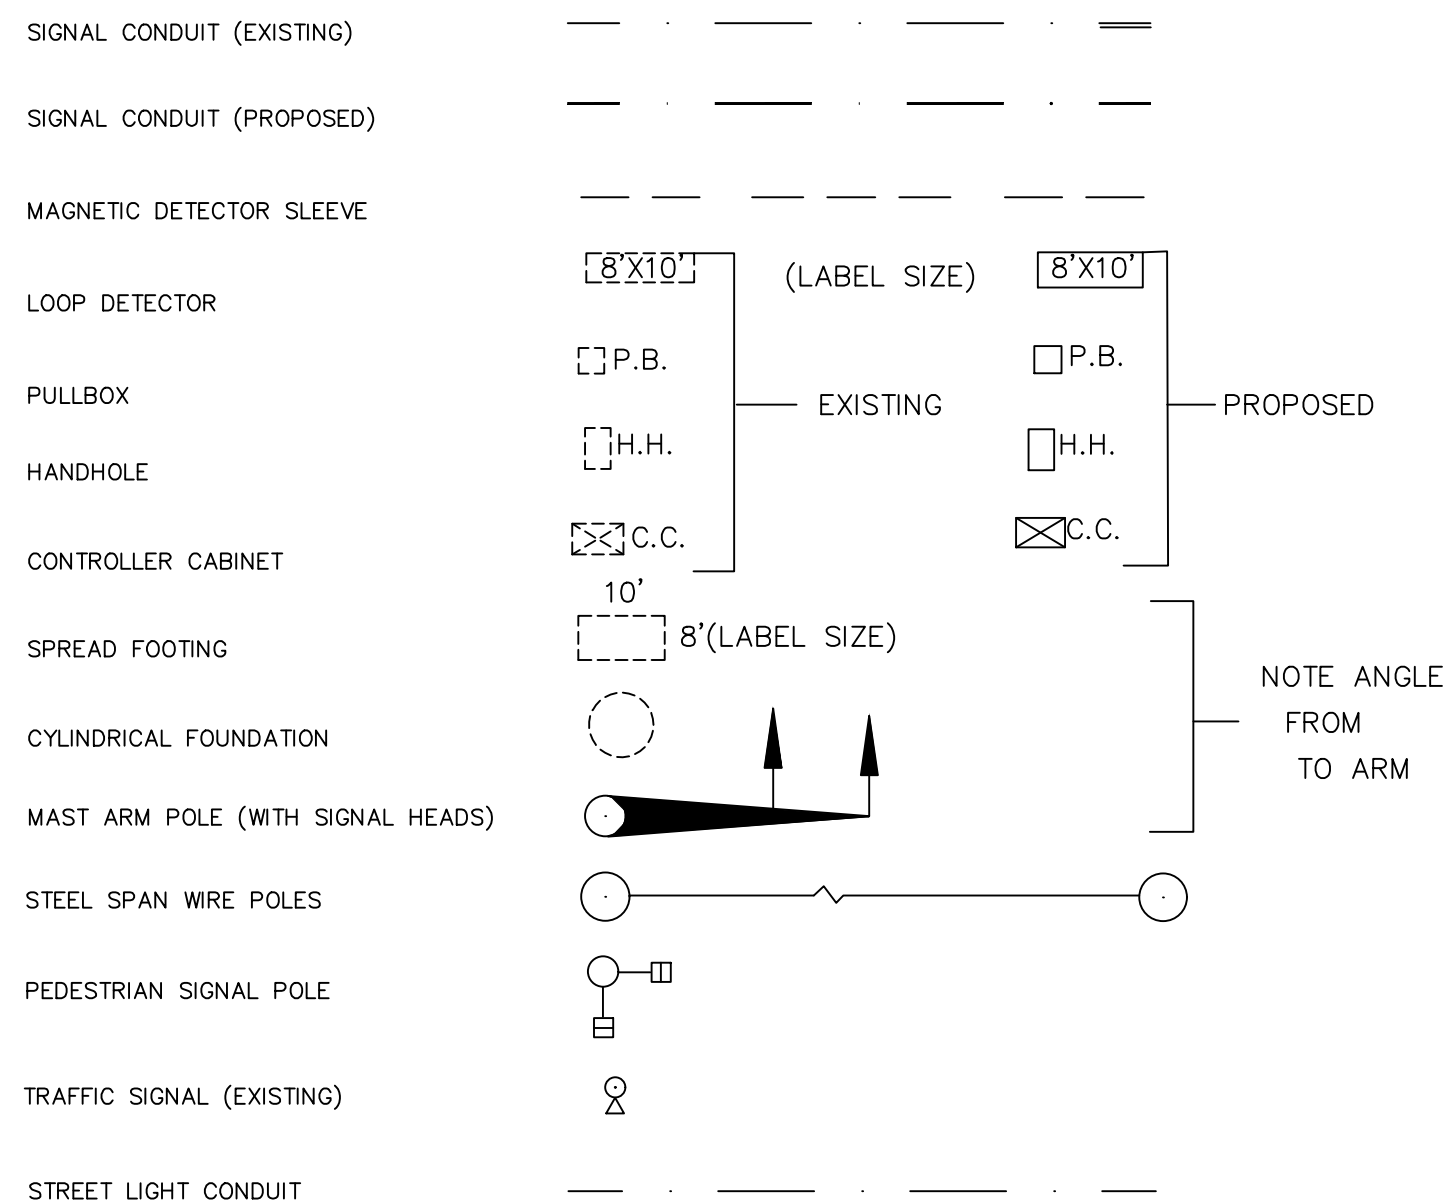 SIGNAL CONDUIT (EXISTING)
SIGNAL CONDUIT (PROPOSED)
MAGNETIC DETECTOR SLEEVE
LOOP DETECTOR
8'X10'
(LABEL SIZE)
8'X10'
PULLBOX
P.B.
P.B.
EXISTING
PROPOSED
HANDHOLE
H.H.
H.H.
CONTROLLER CABINET
C.C.
C.C.
10'
SPREAD FOOTING
8'(LABEL SIZE)
NOTE ANGLE
FROM
TO ARM
CYLINDRICAL FOUNDATION
MAST ARM POLE (WITH SIGNAL HEADS)
STEEL SPAN WIRE POLES
PEDESTRIAN SIGNAL POLE
TRAFFIC SIGNAL (EXISTING)
STREET LIGHT CONDUIT